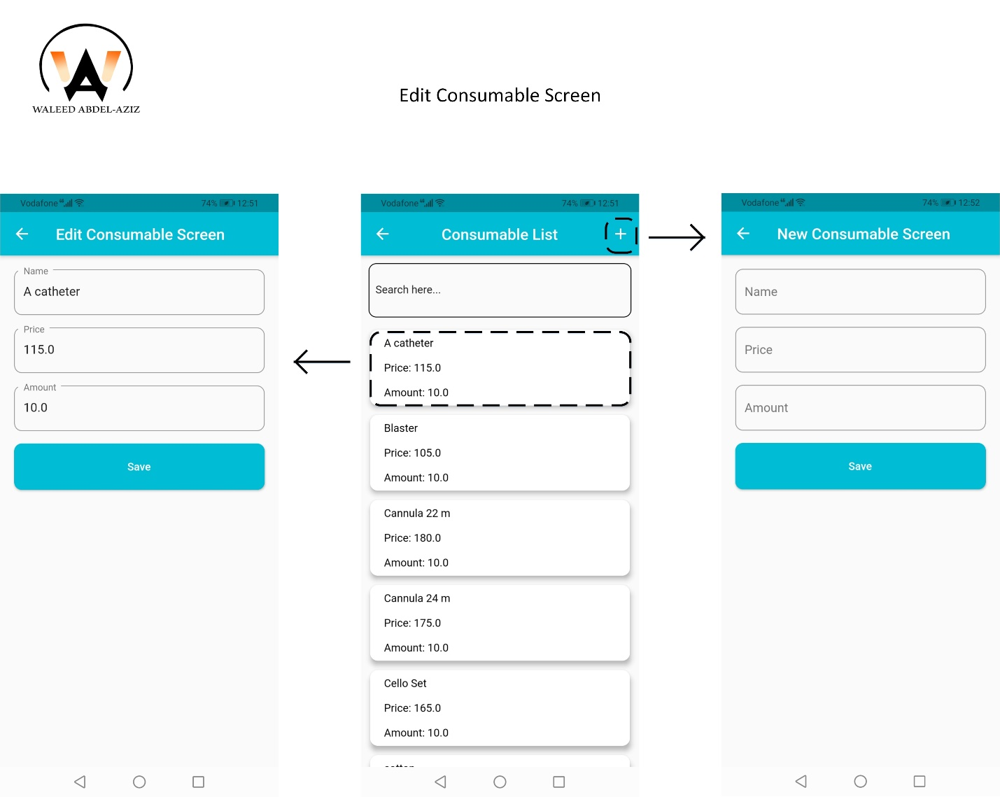 WALEED ABDEL-AZIZ
Edit Consumable Screen
Vodafone 74% 12:51
Edit Consumable Screen
Name
A catheter
Price
115.0
Amount
10.0
Save
Vodafone 74% 12:51
Consumable List
Search here...
A catheter
Price: 115.0
Amount: 10.0
Blaster
Price: 105.0
Amount: 10.0
Cannula 22 m
Price: 180.0
Amount: 10.0
Cannula 24 m
Price: 175.0
Amount: 10.0
Cello Set
Price: 165.0
Amount: 10.0
Vodafone 74% 12:52
New Consumable Screen
Name
Price
Amount
Save